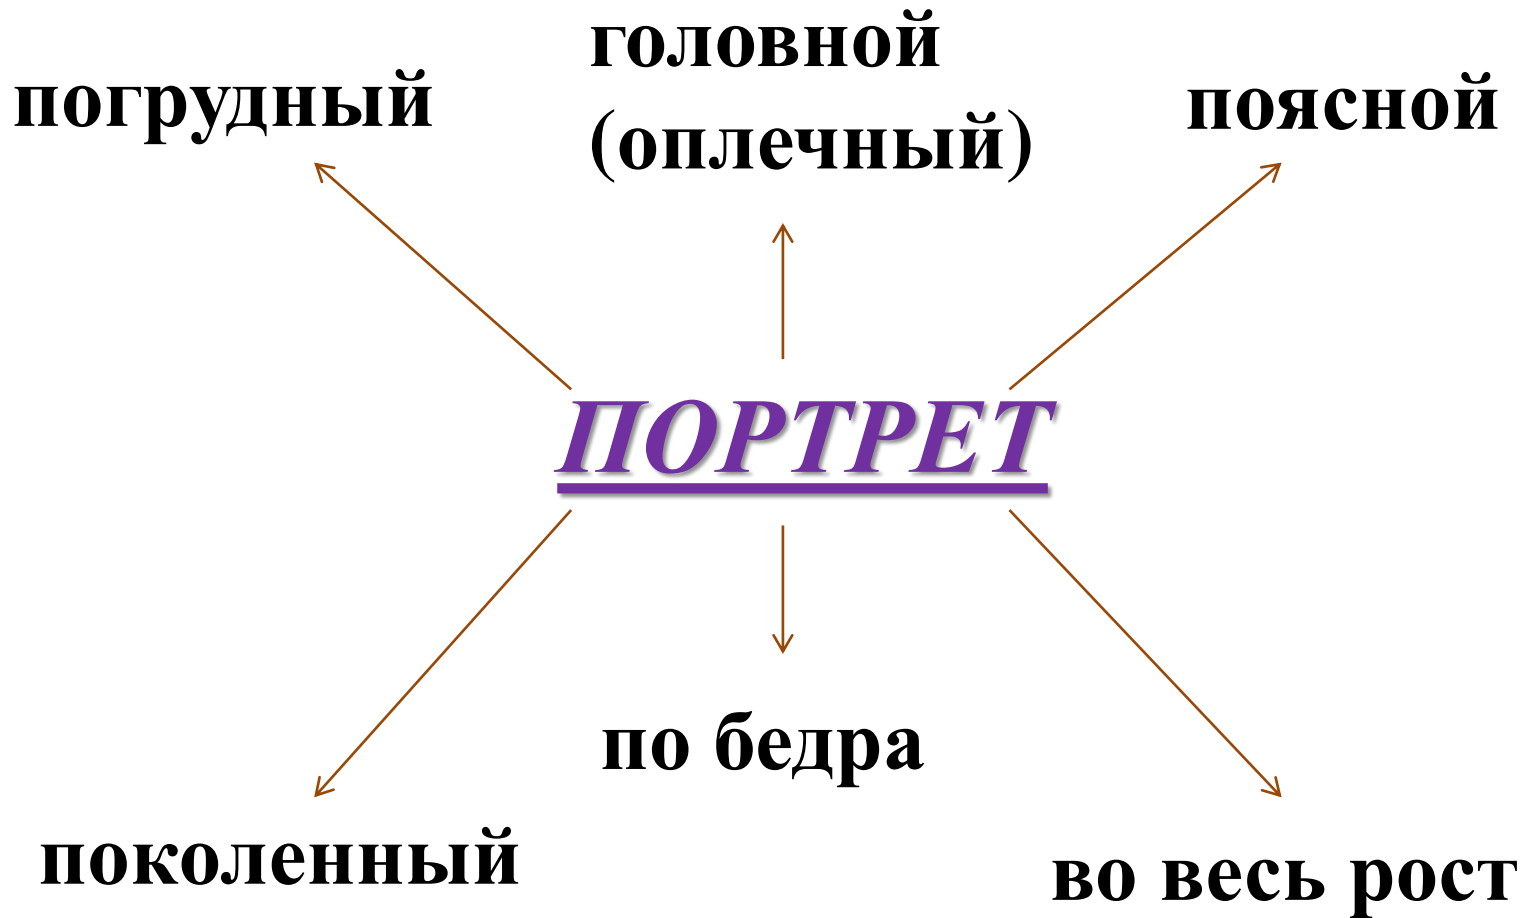 головной
(оплечный)
погрудный
поясной
ПОРТРЕТ
по бедра
поколенный
во весь рост